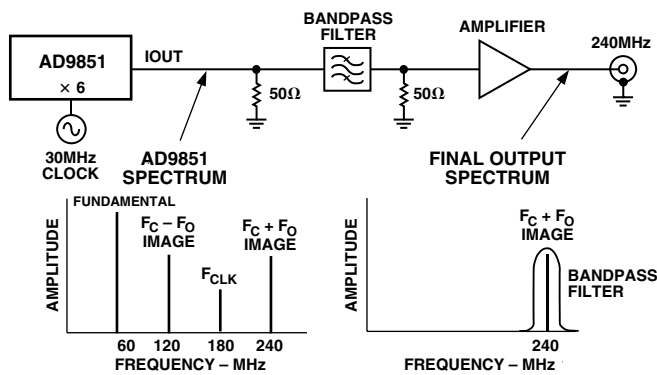 BANDPASS
FILTER
AMPLIFIER
240MHz
AD9851
× 6
IOUT
50Ω
50Ω
30MHz
CLOCK
AD9851
SPECTRUM
FINAL OUTPUT
SPECTRUM
AMPLITUDE
FUNDAMENTAL
FC – FO
IMAGE
FCLK
FC + FO
IMAGE
60 120 180 240
FREQUENCY – MHz
AMPLITUDE
FC + FO
IMAGE
BANDPASS
FILTER
240
FREQUENCY – MHz